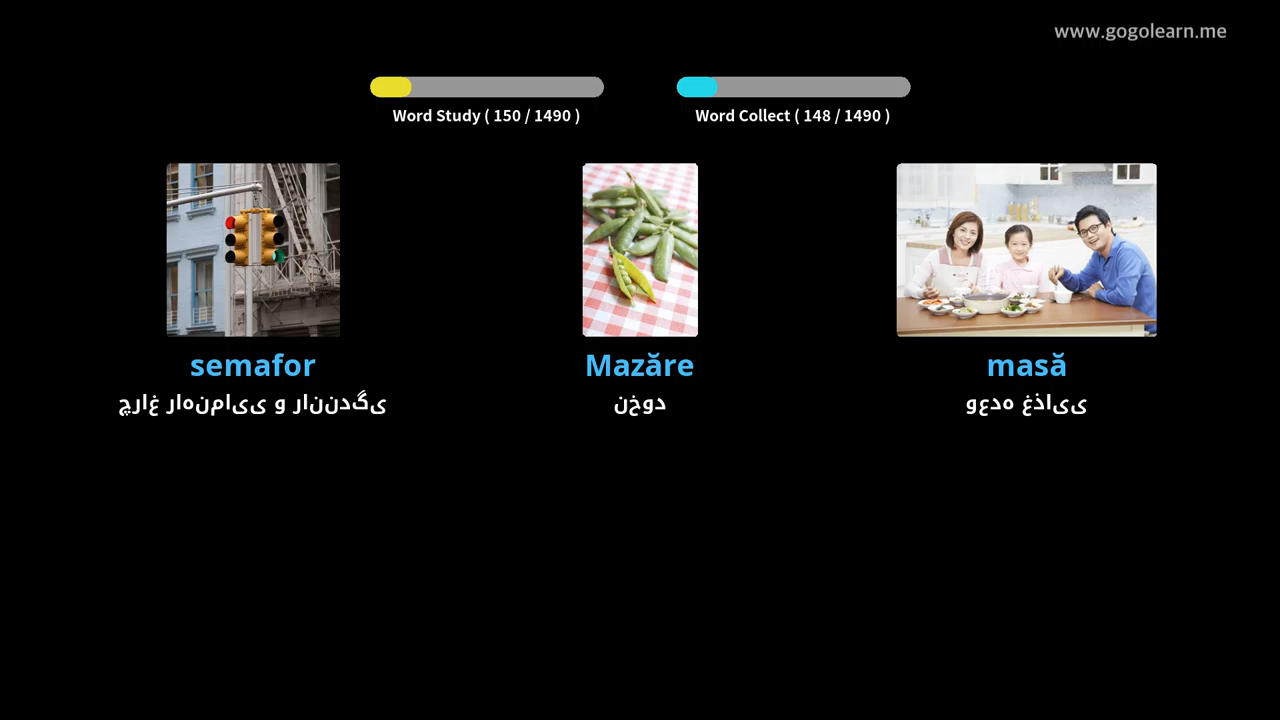 www.gogolearn.me
Word Study ( 150 / 1490 )
Word Collect ( 148 / 1490 )
semafor
چراغ راهنمایی و رانندگی
Mazăre
نخود
masă
وعده غذایی